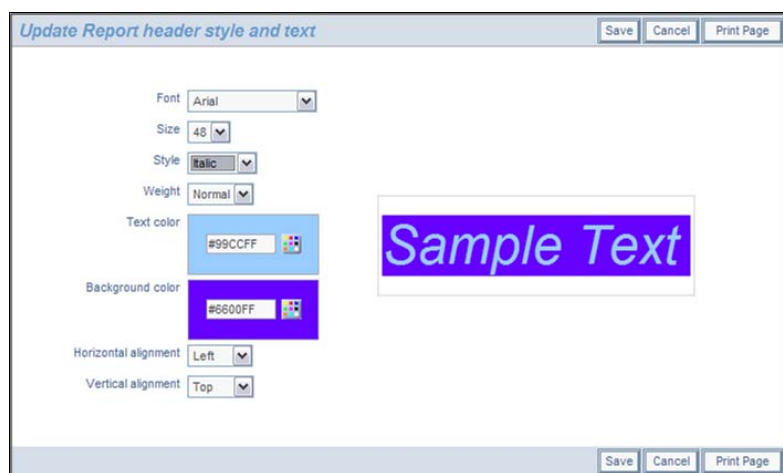 Update Report header style and text
Save Cancel Print Page
Font Arial
Size 48
Style Italic
Weight Normal
Text color
#99CCFF
Background color
#6600FF
Sample Text
Horizontal alignment Left
Vertical alignment Top
Save Cancel Print Page